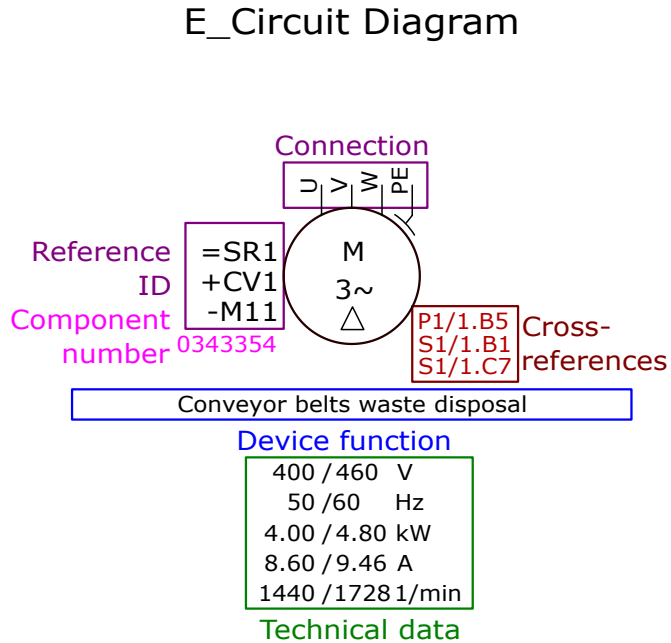 E_Circuit Diagram
Connection
U V W PE
Reference
ID
=SR1
+CV1
-M11
M
3~
△
Component
number
0343354
P1/1.B5
S1/1.B1
S1/1.C7
Cross-
references
Conveyor belts waste disposal
Device function
400 / 460 V
50 / 60 Hz
4.00 / 4.80 kW
8.60 / 9.46 A
1440 / 1728 1/min
Technical data